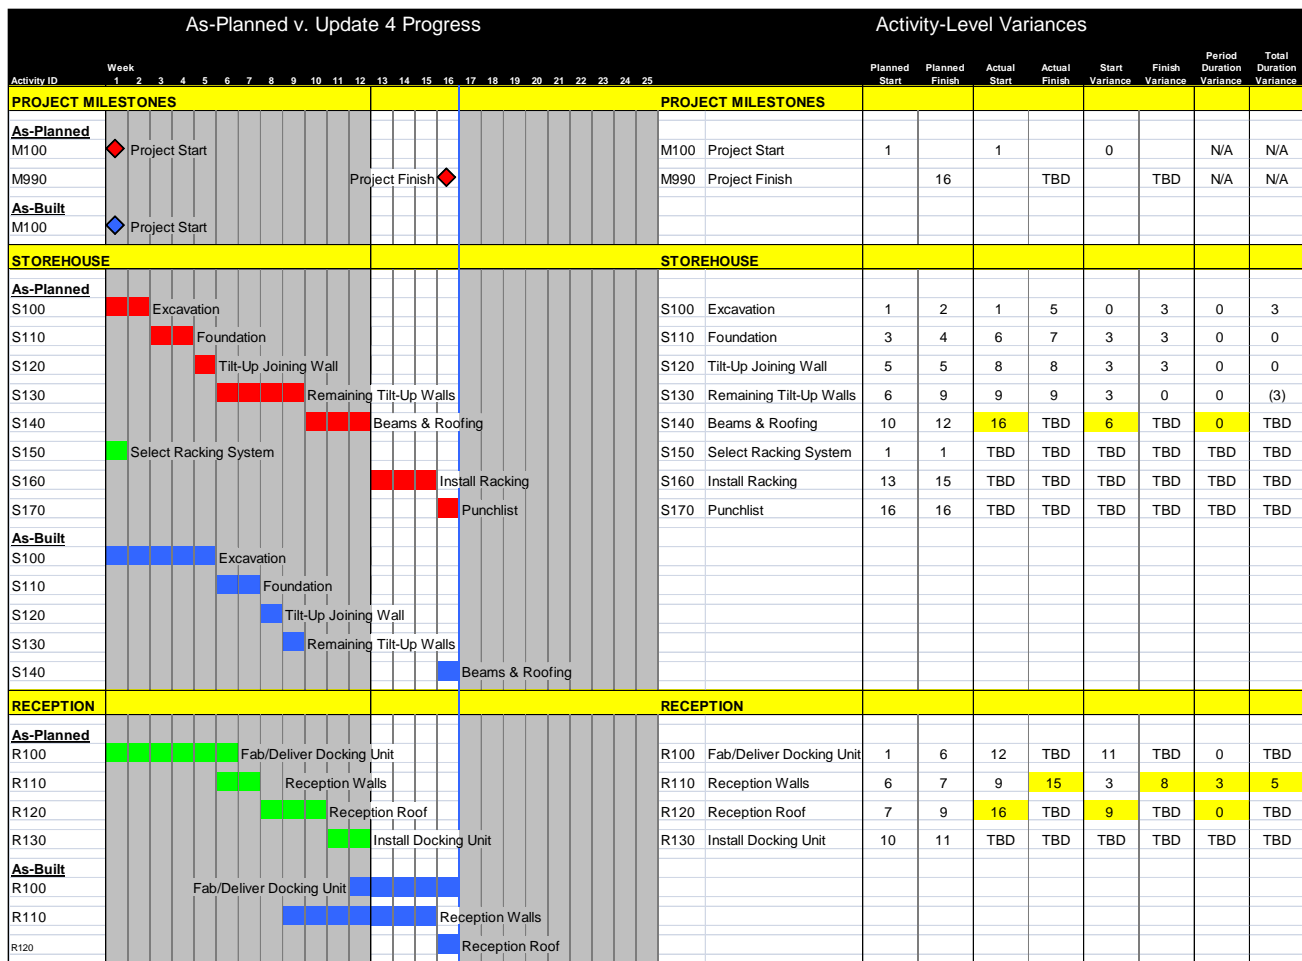 As-Planned v. Update 4 Progress Activity-Level Variances
Week Planned Planned Actual Actual Start Finish Period Duration Total Duration
Activity ID 1 2 3 4 5 6 7 8 9 10 11 12 13 14 15 16 17 18 19 20 21 22 23 24 25 Start Finish Start Finish Variance Variance Variance Variance
PROJECT MILESTONES PROJECT MILESTONES
As-Planned
M100 Project Start M100 Project Start 1 1 0 N/A N/A
M990 Project Finish M990 Project Finish 16 TBD TBD N/A N/A
As-Built
M100 Project Start
STOREHOUSE STOREHOUSE
As-Planned
S100 Excavation S100 Excavation 1 2 1 5 0 3 0 3
S110 Foundation S110 Foundation 3 4 6 7 3 3 0 0
S120 Tilt-Up Joining Wall S120 Tilt-Up Joining Wall 5 5 8 8 3 3 0 0
S130 Remaining Tilt-Up Walls S130 Remaining Tilt-Up Walls 6 9 9 9 3 0 0 (3)
S140 Beams & Roofing S140 Beams & Roofing 10 12 16 TBD 6 TBD 0 TBD
S150 Select Racking System S150 Select Racking System 1 1 TBD TBD TBD TBD TBD TBD
S160 Install Racking S160 Install Racking 13 15 TBD TBD TBD TBD TBD TBD
S170 Punchlist S170 Punchlist 16 16 TBD TBD TBD TBD TBD TBD
As-Built
S100 Excavation
S110 Foundation
S120 Tilt-Up Joining Wall
S130 Remaining Tilt-Up Walls
S140 Beams & Roofing
RECEPTION RECEPTION
As-Planned
R100 Fab/Deliver Docking Unit R100 Fab/Deliver Docking Unit 1 6 12 TBD 11 TBD 0 TBD
R110 Reception Walls R110 Reception Walls 6 7 9 15 3 8 3 5
R120 Reception Roof R120 Reception Roof 7 9 16 TBD 9 TBD 0 TBD
R130 Install Docking Unit R130 Install Docking Unit 10 11 TBD TBD TBD TBD TBD TBD
As-Built
R100 Fab/Deliver Docking Unit
R110 Reception Walls
R120 Reception Roof